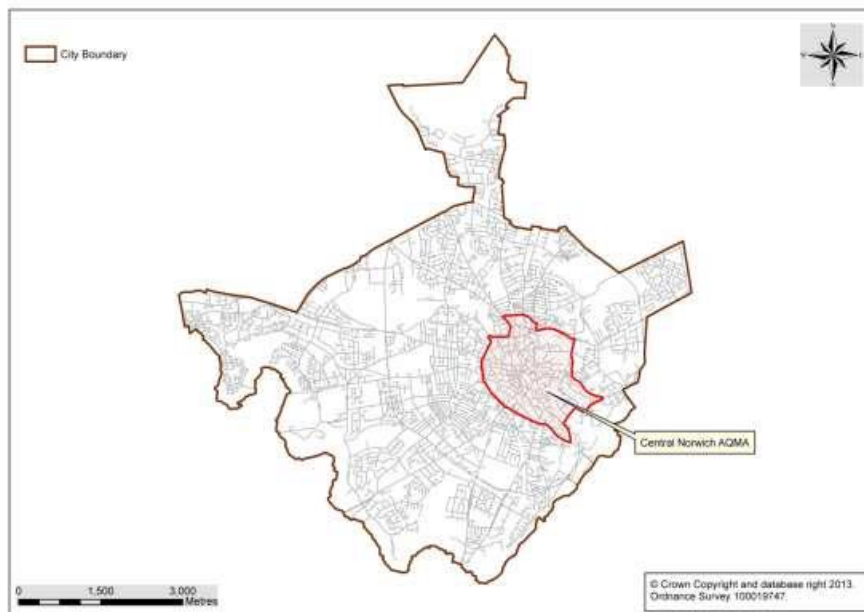 City Boundary
N
W
E
S
Central Norwich AQMA
0 1,500 3,000
Metres
© Crown Copyright and database right 2013.
Ordnance Survey 100019747.